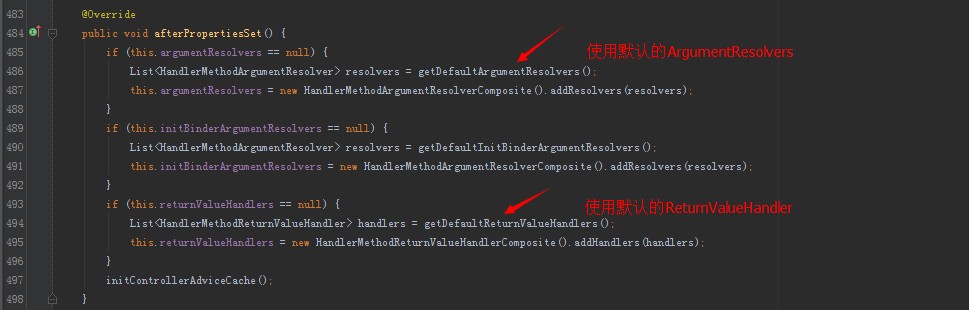 483 @Override
484 public void afterPropertiesSet() {
485 if (this.argumentResolvers == null) {
使用默认的ArgumentResolvers
486 List<HandlerMethodArgumentResolver> resolvers = getDefaultArgumentResolvers();
487 this.argumentResolvers = new HandlerMethodArgumentResolverComposite().addResolvers(resolvers);
488 }
489 if (this.initBinderArgumentResolvers == null) {
490 List<HandlerMethodArgumentResolver> resolvers = getDefaultInitBinderArgumentResolvers();
491 this.initBinderArgumentResolvers = new HandlerMethodArgumentResolverComposite().addResolvers(resolvers);
492 }
493 if (this.returnValueHandlers == null) {
使用默认的ReturnValueHandler
494 List<HandlerMethodReturnValueHandler> handlers = getDefaultReturnValueHandlers();
495 this.returnValueHandlers = new HandlerMethodReturnValueHandlerComposite().addHandlers(handlers);
496 }
497 initControllerAdviceCache();
498 }